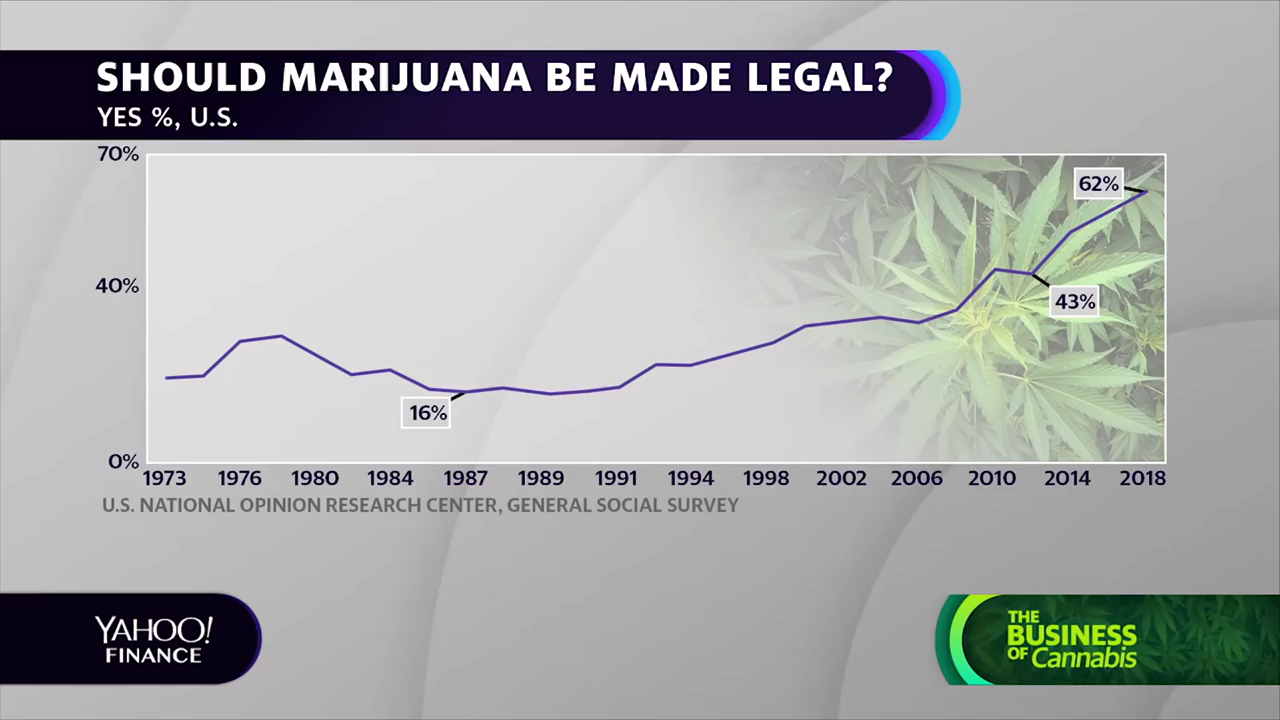 SHOULD MARIJUANA BE MADE LEGAL?
YES %, U.S.
70%
62%
40%
43%
16%
0%
1973 1976 1980 1984 1987 1989 1991 1994 1998 2002 2006 2010 2014 2018
U.S. NATIONAL OPINION RESEARCH CENTER, GENERAL SOCIAL SURVEY
YAHOO!
FINANCE
THE
BUSINESS
OF Cannabis